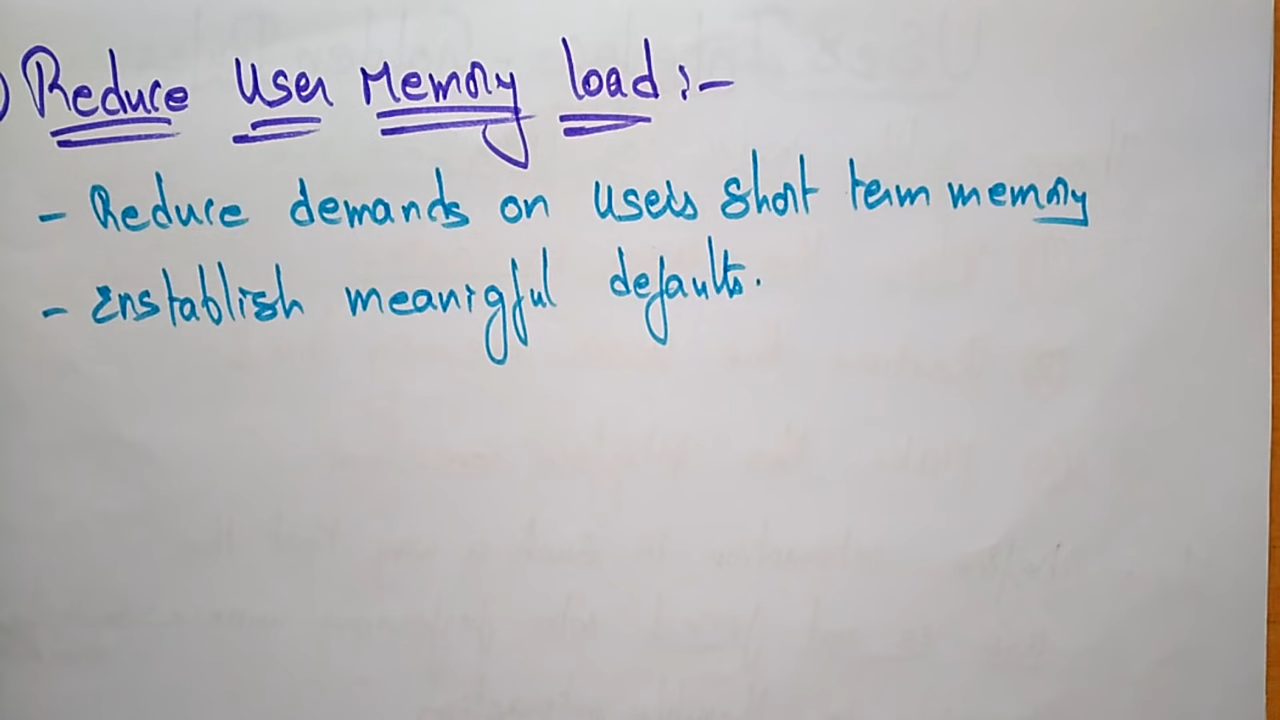 ) Reduce User Memory load :-
- Reduce demands on users short term memory
- Enstablish meanigful defaults.